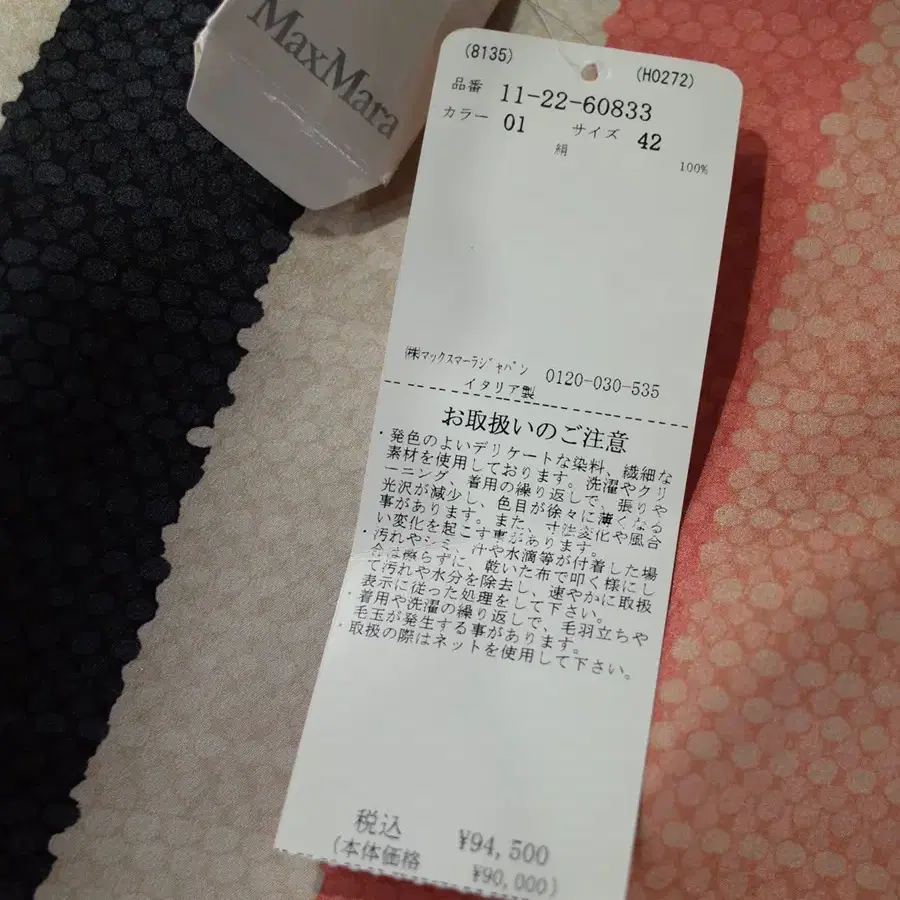 MaxMara
(8135)
(H0272)
品番 11-22-60833
カラー 01 サイズ 42
絹 100%
㈱マックスマーラジャパン 0120-030-535
イタリア製
お取扱いのご注意
・発色のよいデリケートな染料、繊細な
素材を使用しております。洗濯やクリ
ーニング、着用の繰り返しで、張りや
光沢が減少し、色目が徐々に薄くなる
事があります。また、寸法変化や風合
い変化を起こす事があります。
・汚れやシミ、汗や水滴等が付着した場
合は擦らずに、乾いた布で叩く様にし
て汚れや水分を除去し、速やかに取扱
表示に従った処理をして下さい。
・着用や洗濯の繰り返しで、毛羽立ちや
毛玉が発生する事があります。
・取扱の際はネットを使用して下さい。
税込 ¥94,500
(本体価格 ¥90,000)